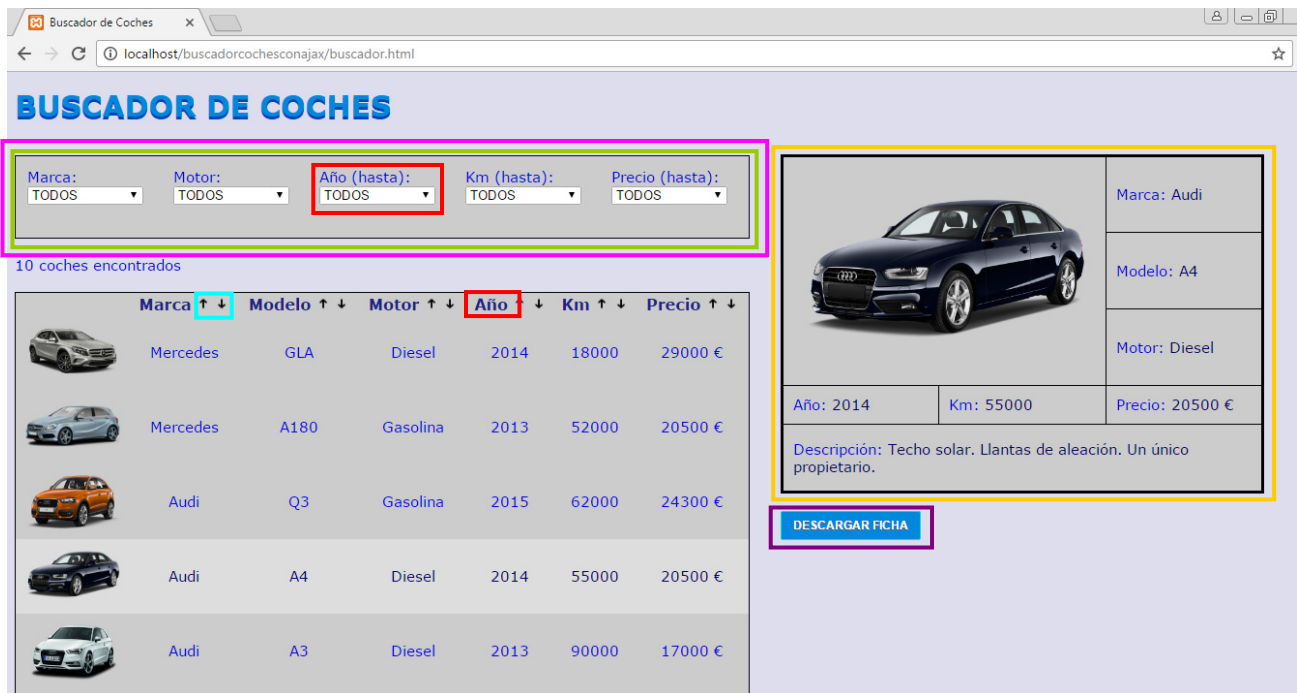 Buscador de Coches
localhost/buscadorcochesconajax/buscador.html
BUSCADOR DE COCHES
Marca: Motor: Año (hasta): Km (hasta): Precio (hasta):
TODOS TODOS TODOS TODOS TODOS
10 coches encontrados
Marca ↑ ↓ Modelo ↑ ↓ Motor ↑ ↓ Año ↑ ↓ Km ↑ ↓ Precio ↑ ↓
Mercedes GLA Diesel 2014 18000 29000 €
Mercedes A180 Gasolina 2013 52000 20500 €
Audi Q3 Gasolina 2015 62000 24300 €
Audi A4 Diesel 2014 55000 20500 €
Audi A3 Diesel 2013 90000 17000 €
Marca: Audi
Modelo: A4
Motor: Diesel
Año: 2014 Km: 55000 Precio: 20500 €
Descripción: Techo solar. Llantas de aleación. Un único
propietario.
DESCARGAR FICHA